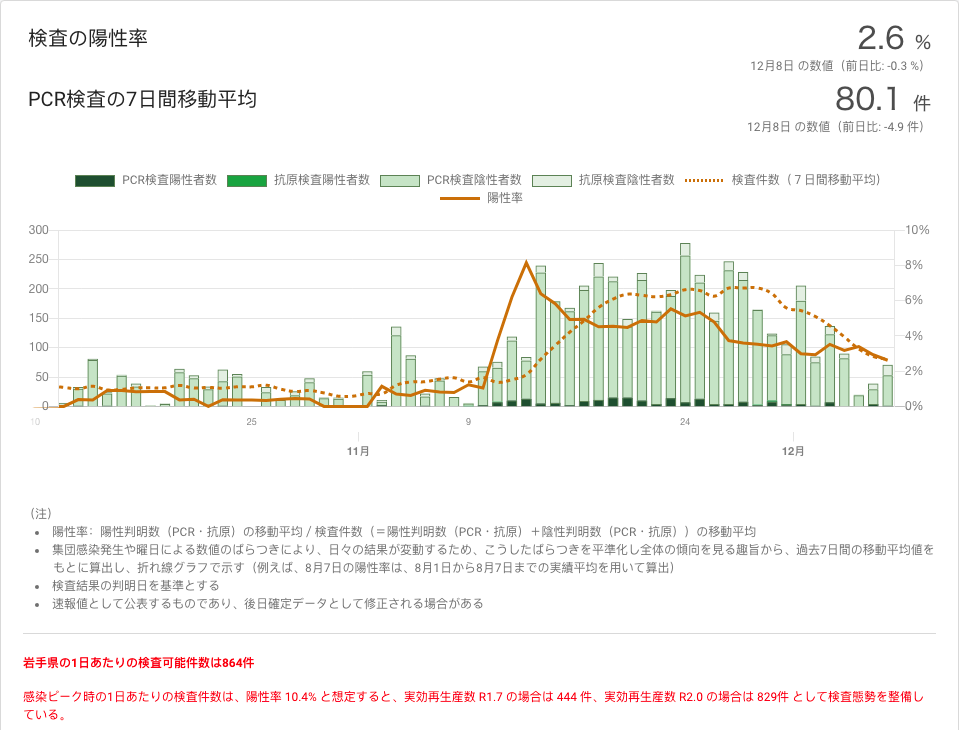 検査の陽性率
2.6 %
12月8日 の数値（前日比: -0.3 %）
PCR検査の7日間移動平均
80.1 件
12月8日 の数値（前日比: -4.9 件）
PCR検査陽性者数 抗原検査陽性者数 PCR検査陰性者数 抗原検査陰性者数 検査件数（７日間移動平均）
陽性率
300 10%
250 8%
200 6%
150 4%
100 2%
50 0%
0
10 25 9 24
11月 12月
（注）
• 陽性率：陽性判明数（PCR・抗原）の移動平均 / 検査件数（＝陽性判明数（PCR・抗原）＋陰性判明数（PCR・抗原））の移動平均
• 集団感染発生や曜日による数値のばらつきにより、日々の結果が変動するため、こうしたばらつきを平準化し全体の傾向を見る趣旨から、過去7日間の移動平均値を
もとに算出し、折れ線グラフで示す（例えば、8月7日の陽性率は、8月1日から8月7日までの実績平均を用いて算出）
• 検査結果の判明日を基準とする
• 速報値として公表するものであり、後日確定データとして修正される場合がある
岩手県の1日あたりの検査可能件数は864件
感染ピーク時の1日あたりの検査件数は、陽性率 10.4% と想定すると、実効再生産数 R1.7 の場合は 444 件、実効再生産数 R2.0 の場合は 829件 として検査態勢を整備し
ている。